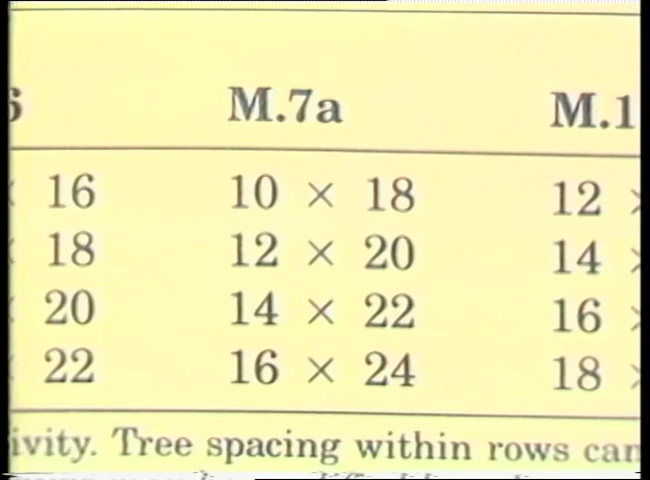 6 M.7a M.1
16 10 × 18 12 ×
18 12 × 20 14 ×
20 14 × 22 16 ×
22 16 × 24 18 ×
ivity. Tree spacing within rows can